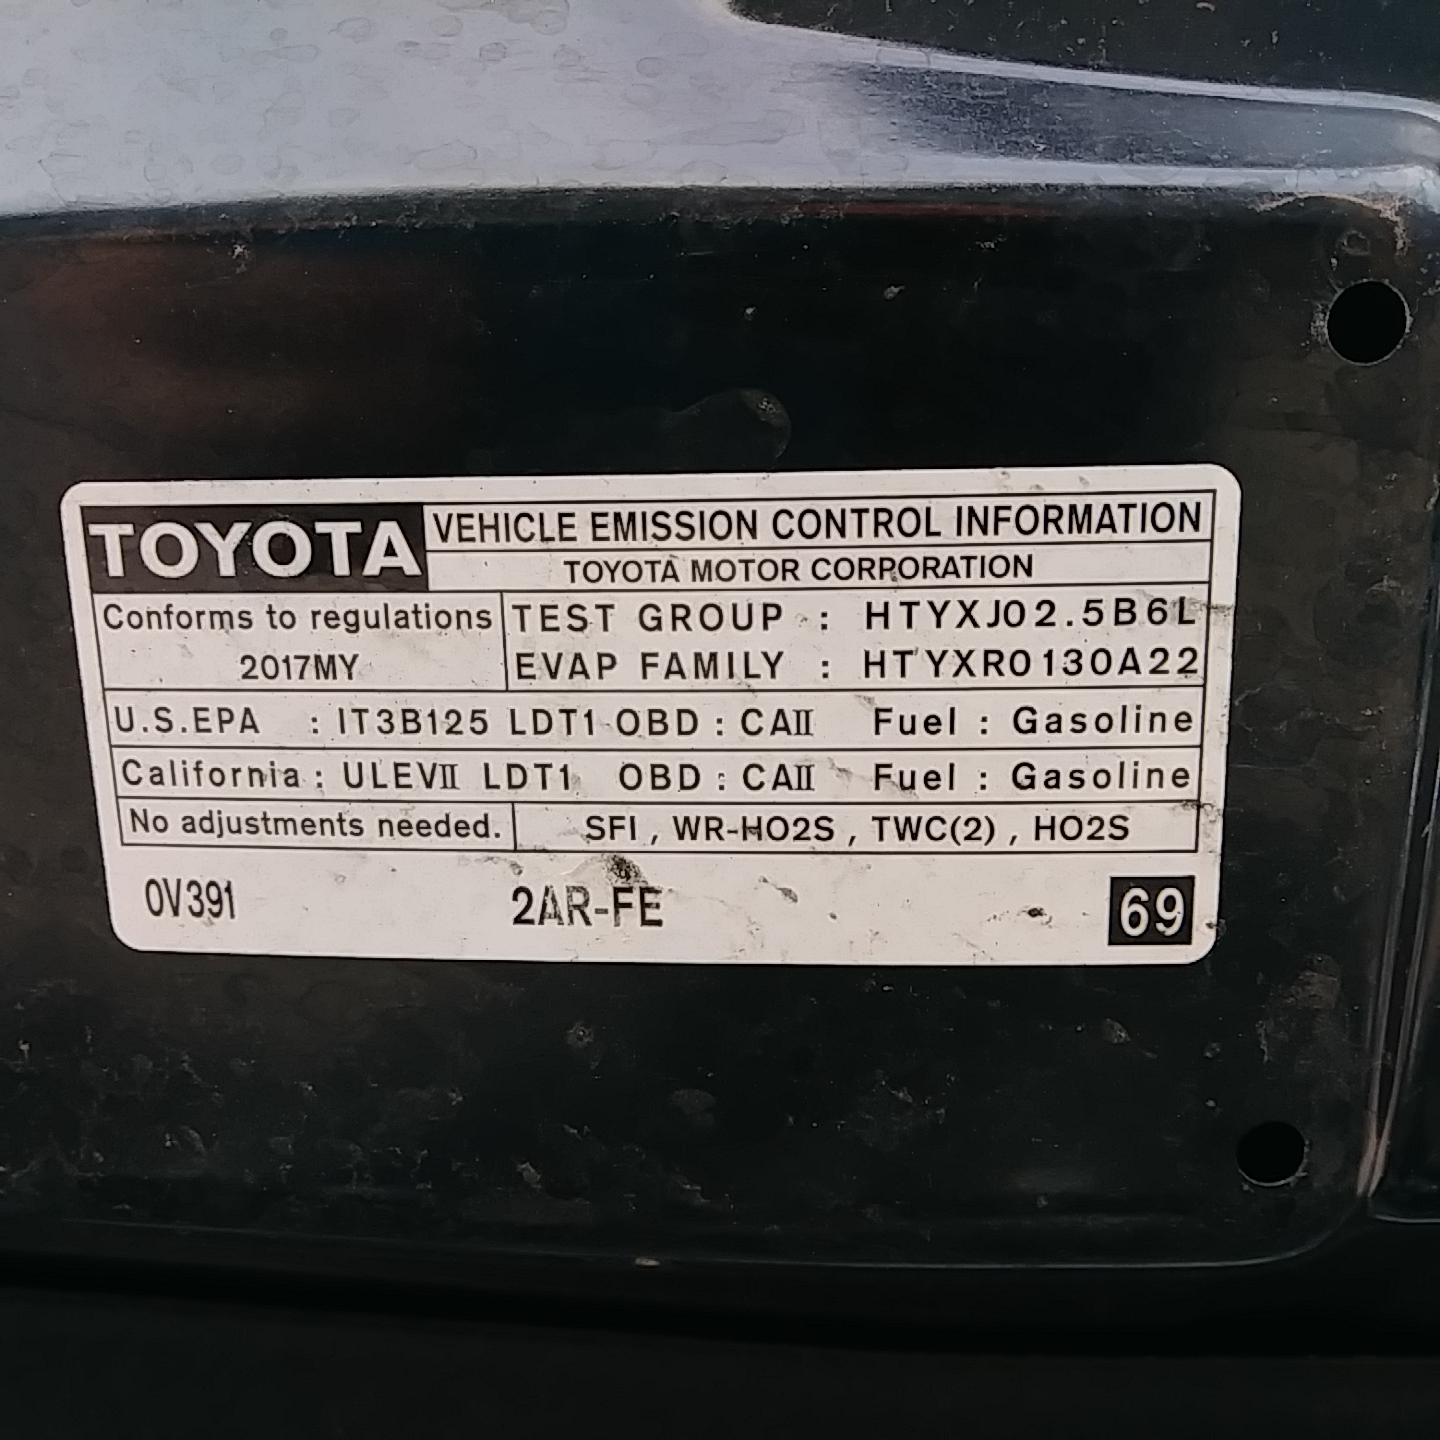 TOYOTA VEHICLE EMISSION CONTROL INFORMATION
TOYOTA MOTOR CORPORATION
Conforms to regulations TEST GROUP : HTYXJ02.5B6L
2017MY EVAP FAMILY : HTYXR0130A22
U.S.EPA : IT3B125 LDT1 OBD : CAII Fuel : Gasoline
California : ULEVII LDT1 OBD : CAII Fuel : Gasoline
No adjustments needed. SFI , WR-HO2S , TWC(2) , HO2S
0V391 2AR-FE 69